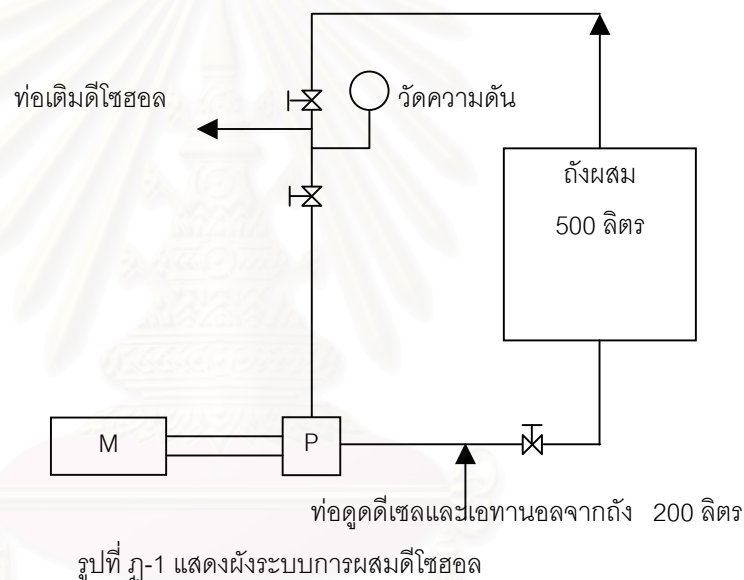 ท่อเติมดีโซฮอล
วัดความดัน
ถังผสม
500 ลิตร
M
P
ท่อดูดดีเซลและเอทานอลจากถัง 200 ลิตร
รูปที่ ฎ-1 แสดงผังระบบการผสมดีโซฮอล